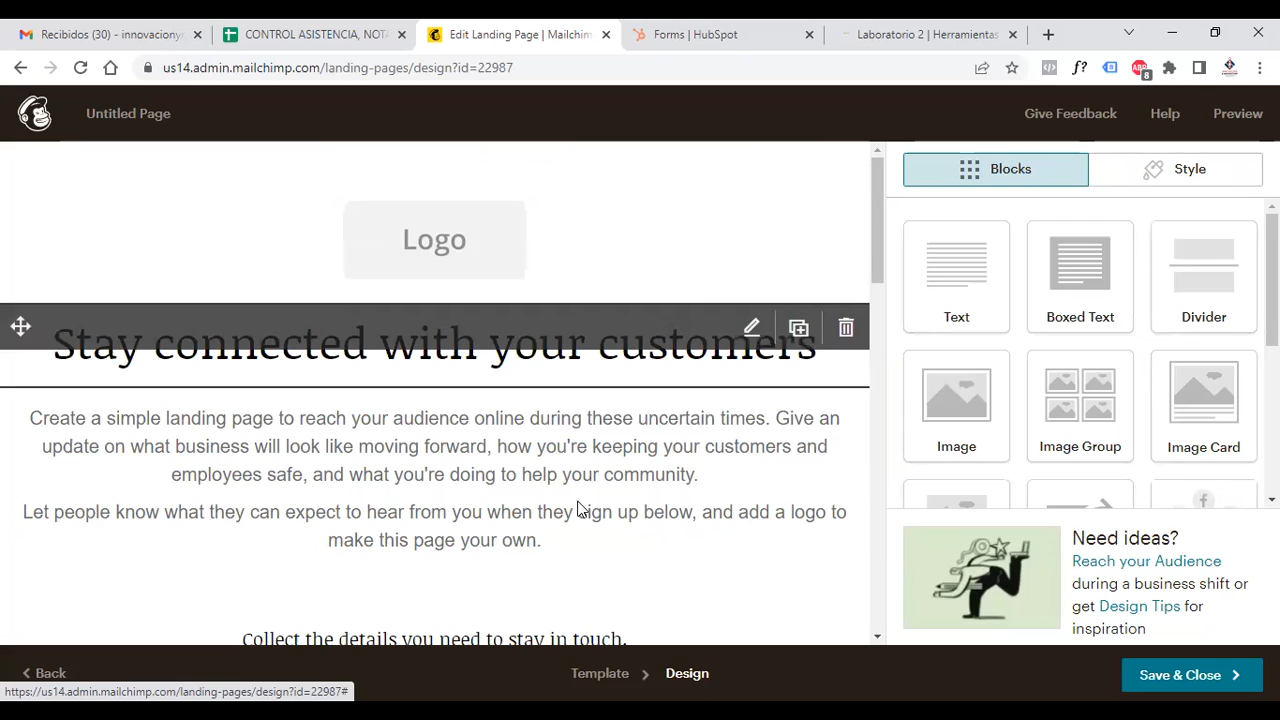 Recibidos (30) - innovacionyr
CONTROL ASISTENCIA, NOTA
Edit Landing Page | Mailchimp
Forms | HubSpot
Laboratorio 2 | Herramientas
us14.admin.mailchimp.com/landing-pages/design?id=22987
8
Untitled Page
Give Feedback
Help
Preview
Blocks
Style
Logo
Stay connected with your customers
Create a simple landing page to reach your audience online during these uncertain times. Give an
update on what business will look like moving forward, how you're keeping your customers and
employees safe, and what you're doing to help your community.
Let people know what they can expect to hear from you when they sign up below, and add a logo to
make this page your own.
Collect the details you need to stay in touch.
Text
Boxed Text
Divider
Image
Image Group
Image Card
Need ideas?
Reach your Audience
during a business shift or
get Design Tips for
inspiration
Back
Template
Design
Save & Close
https://us14.admin.mailchimp.com/landing-pages/design?id=22987#